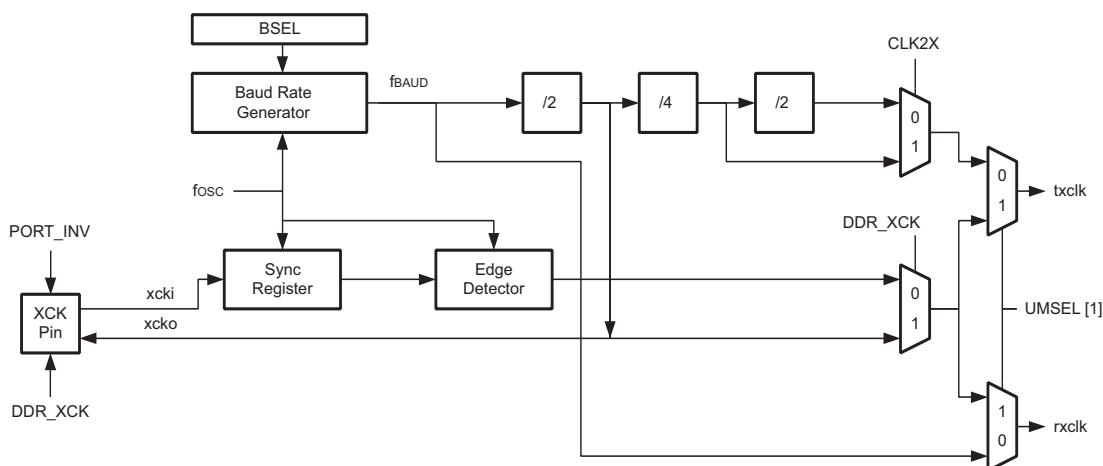 BSEL
CLK2X
Baud Rate
Generator
fBAUD
/2
/4
/2
0
1
fosc
0
1
txclk
PORT_INV
DDR_XCK
Sync
Register
Edge
Detector
xcki
XCK
Pin
xcko
0
1
UMSEL [1]
DDR_XCK
1
0
rxclk